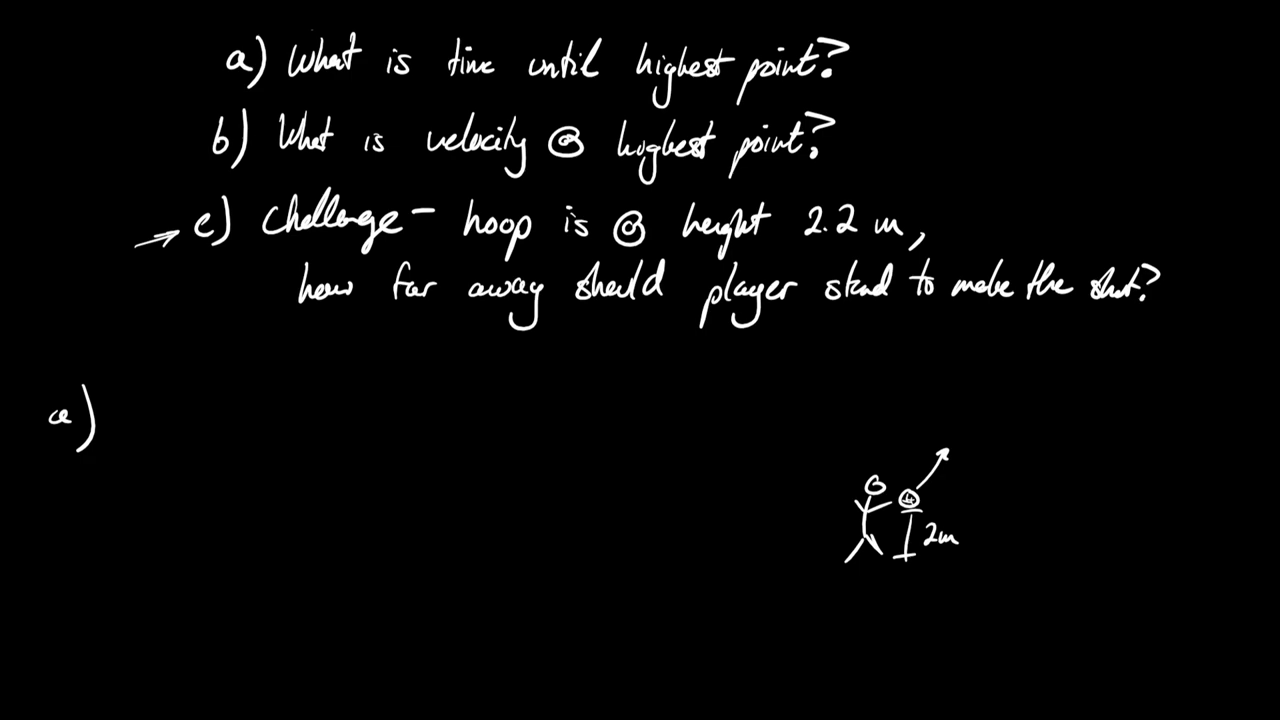 a) What is time until highest point?
b) What is velocity @ highest point?
c) Challenge - hoop is @ height 2.2 m,
how far away should player stand to make the shot?
a)
2m